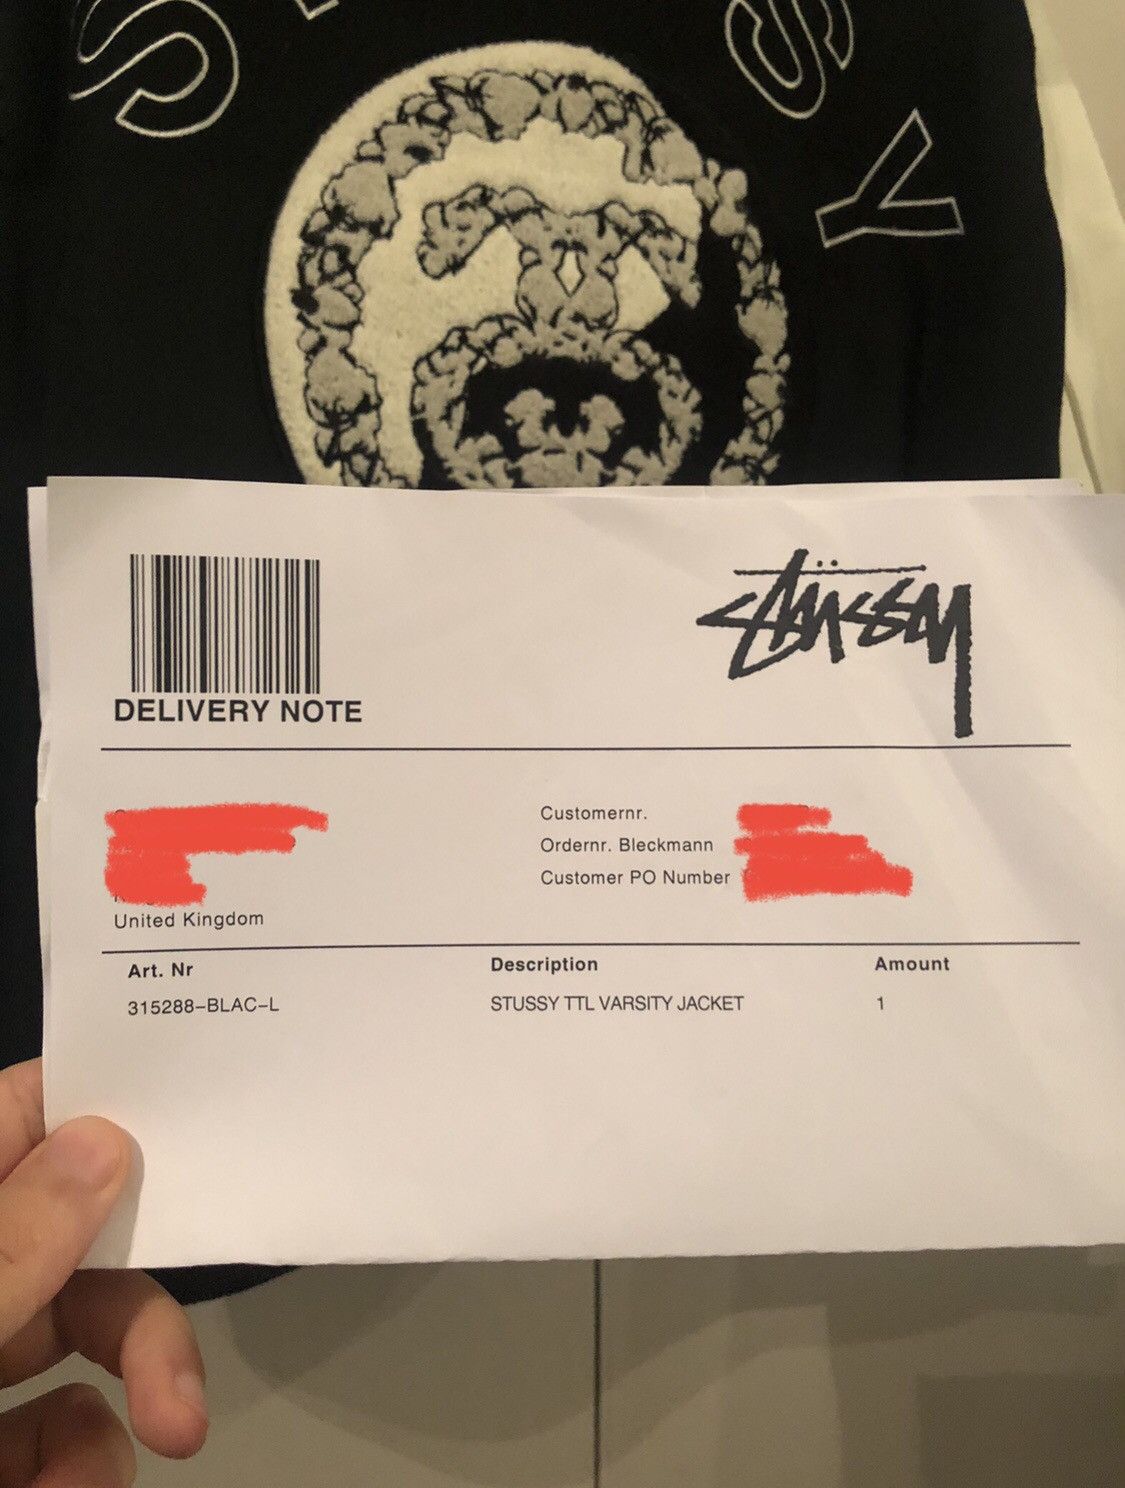 S T S S Y
DELIVERY NOTE
Stüssy
Customernr.
Ordernr. Bleckmann
Customer PO Number
United Kingdom
Art. Nr Description Amount
315288-BLAC-L STUSSY TTL VARSITY JACKET 1